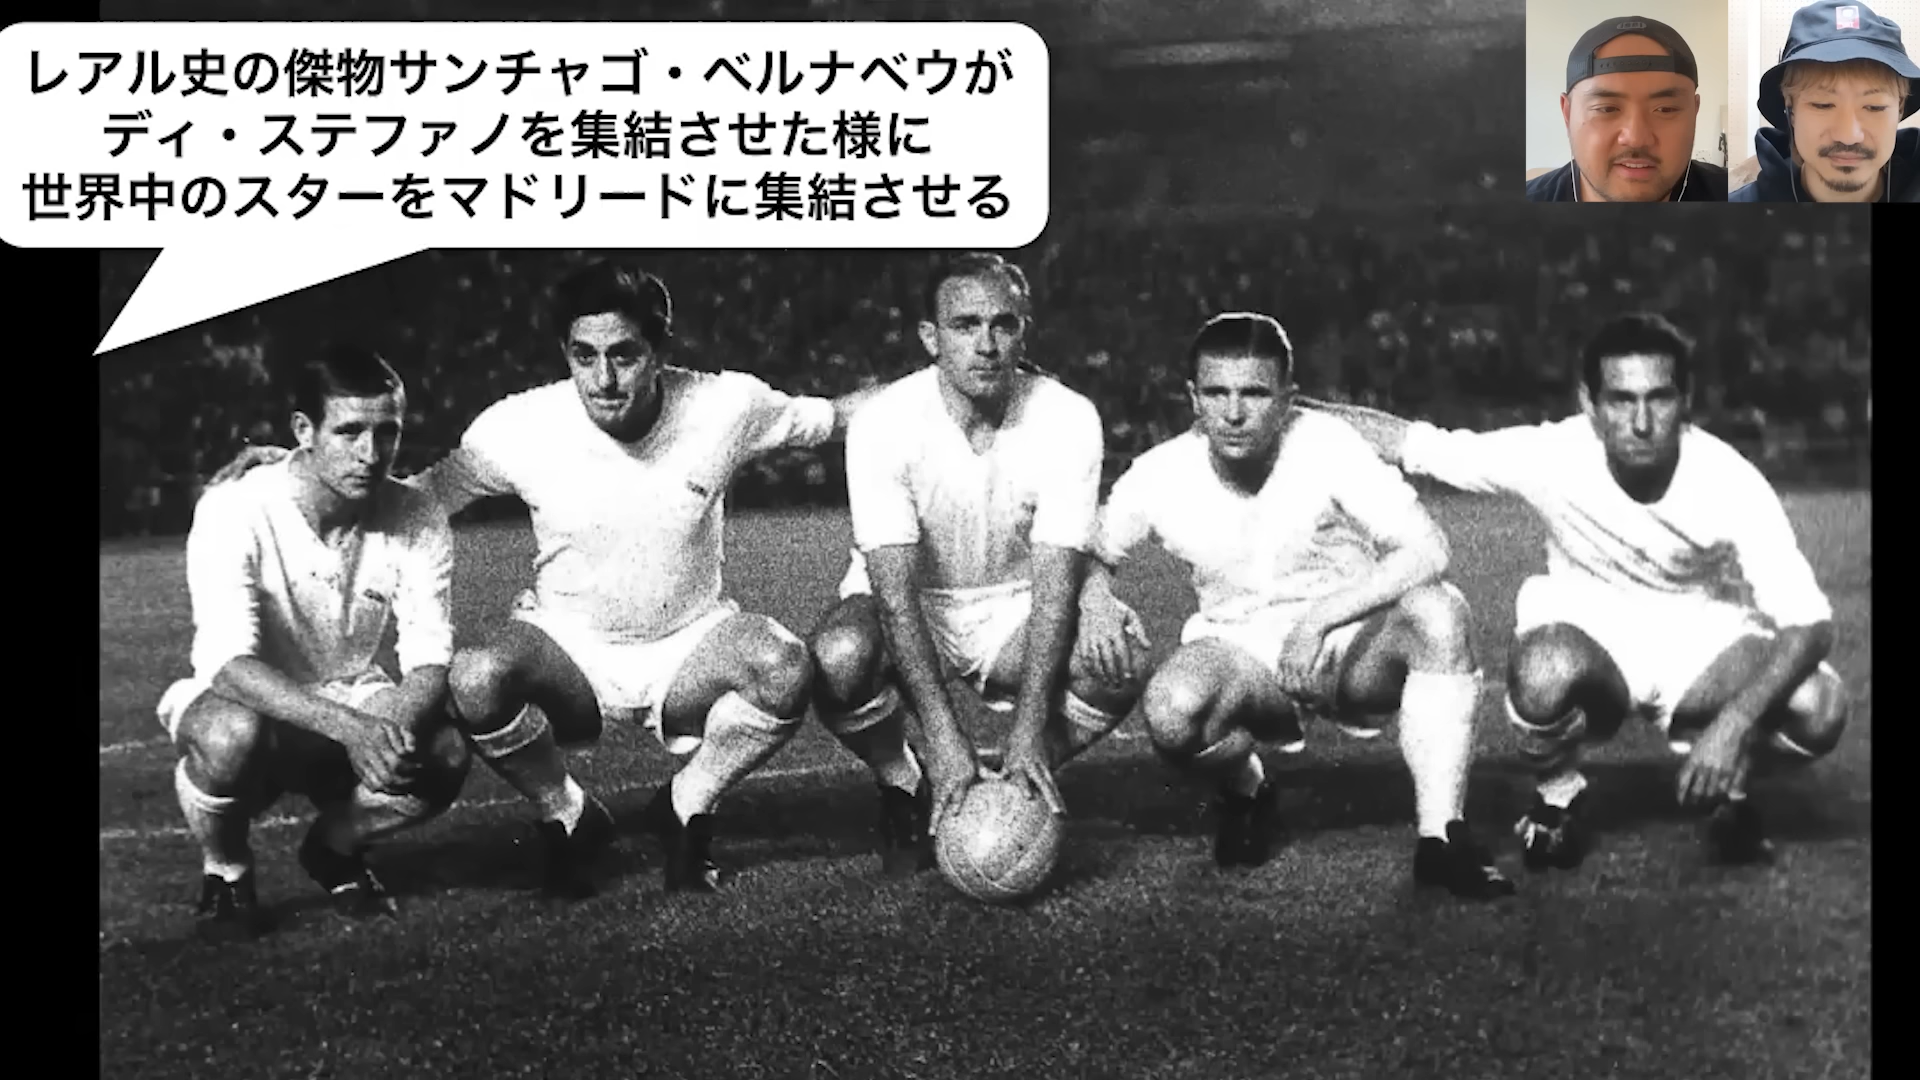 レアル史の傑物サンチャゴ・ベルナベウが
ディ・ステファノを集結させた様に
世界中のスターをマドリードに集結させる